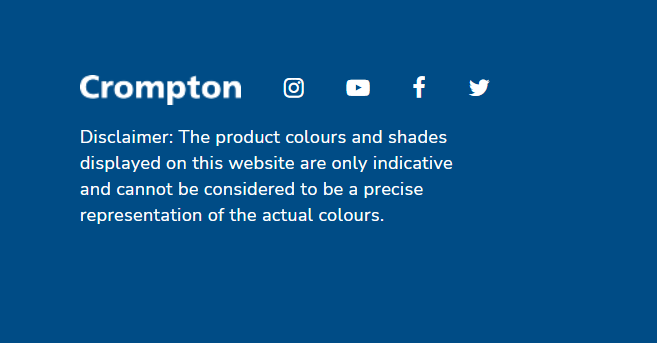 Crompton
Disclaimer: The product colours and shades
displayed on this website are only indicative
and cannot be considered to be a precise
representation of the actual colours.